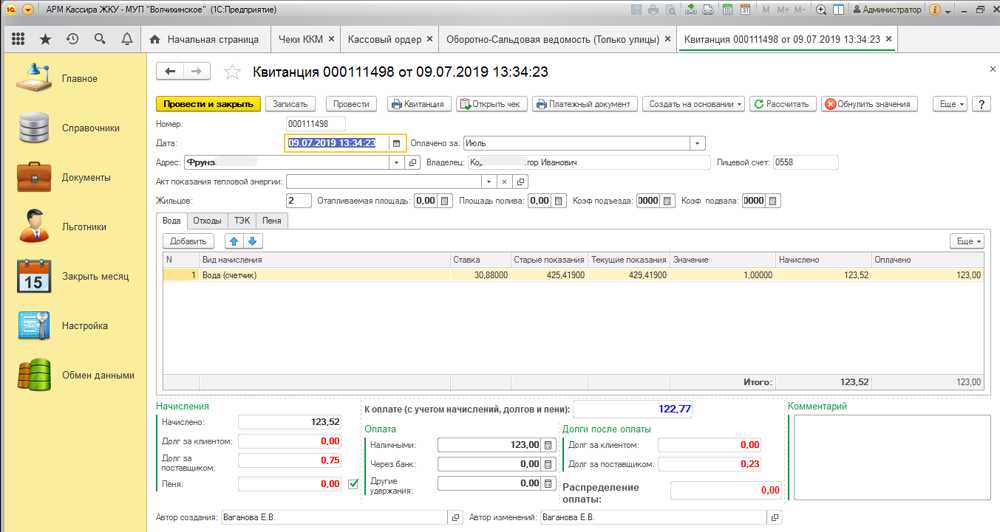 АРМ Кассира ЖКУ - МУП "Волчихинское" (1С:Предприятие)
M M+ M- Администратор
Начальная страница Чеки ККМ Кассовый ордер Оборотно-Сальдовая ведомость (Только улицы) Квитанция 000111498 от 09.07.2019 13:34:23
Главное
Справочники
Документы
Льготники
15
Закрыть месяц
Настройка
Обмен данными
Квитанция 000111498 от 09.07.2019 13:34:23
Провести и закрыть Записать Провести Квитанция Открыть чек Платежный документ Создать на основании Рассчитать Обнулить значения Еще ?
Номер: 000111498
Дата: 09.07.2019 13:34:23 Оплачено за: Июль
Адрес: Фрунз Владелец: Ко тор Иванович Лицевой счет: 0558
Акт показания тепловой энергии:
Жильцов: 2 Отапливаемая площадь: 0,00 Площадь полива: 0,00 Коэф подъезда: 0000 Коэф подвала: 0000
Вода Отходы ТЭК Пеня
Добавить Еще
N Вид начисления Ставка Старые показания Текущие показания Значение Начислено Оплачено
1 Вода (счетчик) 30,88000 425,41900 429,41900 1,00000 123,52 123,00
Итого: 123,52 123,00
Начисления
Начислено: 123,52
Долг за клиентом: 0,00
Долг за поставщиком: 0,75
Пеня: 0,00
К оплате (с учетом начислений, долгов и пени): 122,77
Оплата
Наличными: 123,00
Через банк: 0,00
Другие удержания: 0,00
Долги после оплаты
Долг за клиентом: 0,00
Долг за поставщиком: 0,23
Распределение оплаты: 0,00
Комментарий
Автор создания: Ваганова Е.В. Автор изменений: Ваганова Е.В.